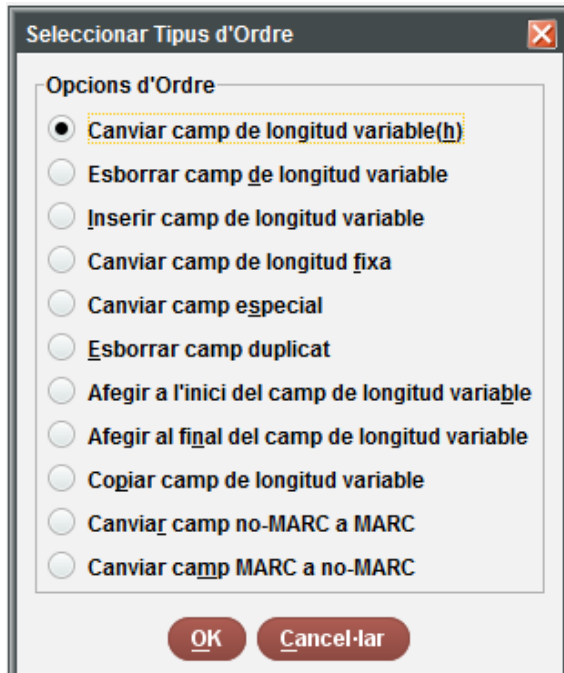 Seleccionar Tipus d'Ordre
Opcions d'Ordre
Canviar camp de longitud variable(h)
Esborrar camp de longitud variable
Inserir camp de longitud variable
Canviar camp de longitud fixa
Canviar camp especial
Esborrar camp duplicat
Afegir a l'inici del camp de longitud variable
Afegir al final del camp de longitud variable
Copiar camp de longitud variable
Canviar camp no-MARC a MARC
Canviar camp MARC a no-MARC
OK Cancel·lar